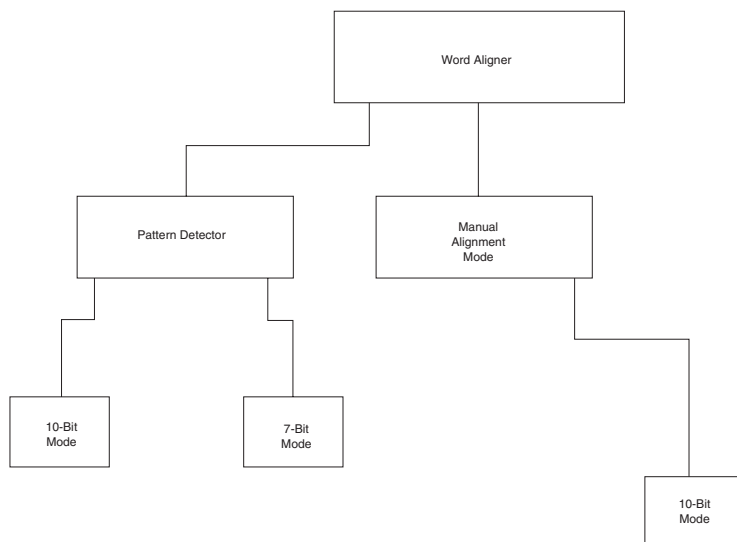 Word Aligner
Pattern Detector
Manual
Alignment
Mode
10-Bit
Mode
7-Bit
Mode
10-Bit
Mode